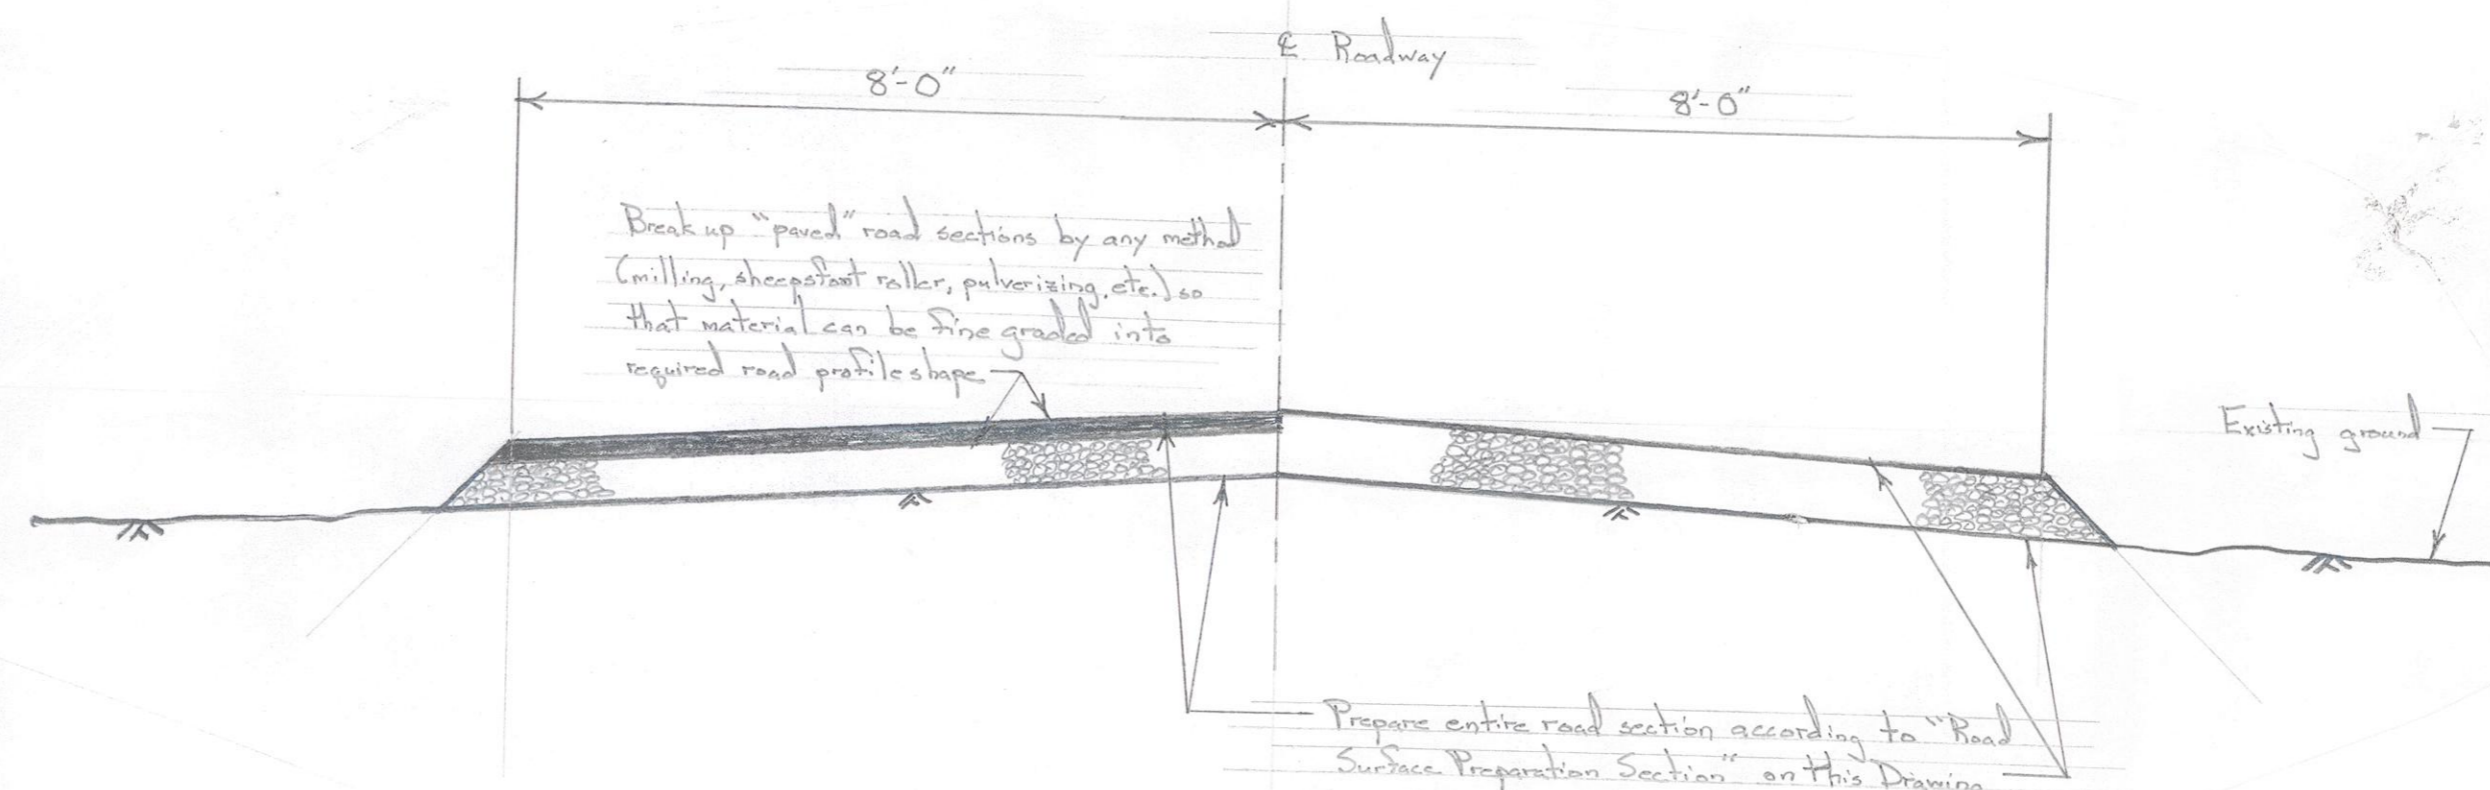 ℄ Roadway
8'-0"
8'-0"
Break up "paved" road sections by any method
(milling, sheepsfoot roller, pulverizing, etc.) so
that material can be fine graded into
required road profile shape
Existing ground
Prepare entire road section according to "Road
Surface Preparation Section" on this Drawing